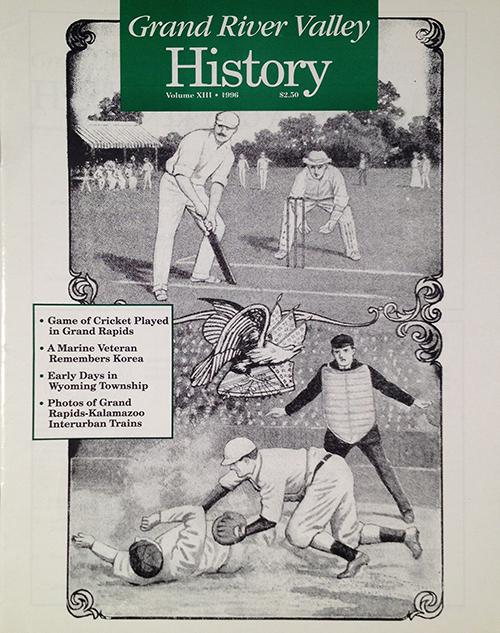 Grand River Valley
History
Volume XIII • 1996 $2.50
• Game of Cricket Played
in Grand Rapids
• A Marine Veteran
Remembers Korea
• Early Days in
Wyoming Township
• Photos of Grand
Rapids-Kalamazoo
Interurban Trains